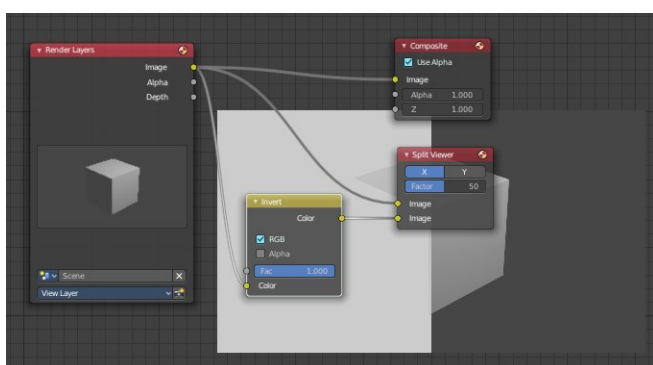 Render Layers
Image
Alpha
Depth
Scene
View Layer
Invert
Color
RGB
Alpha
Fac 1.000
Color
Composite
Use Alpha
Image
Alpha 1.000
Z 1.000
Split Viewer
X Y
Factor 50
Image
Image